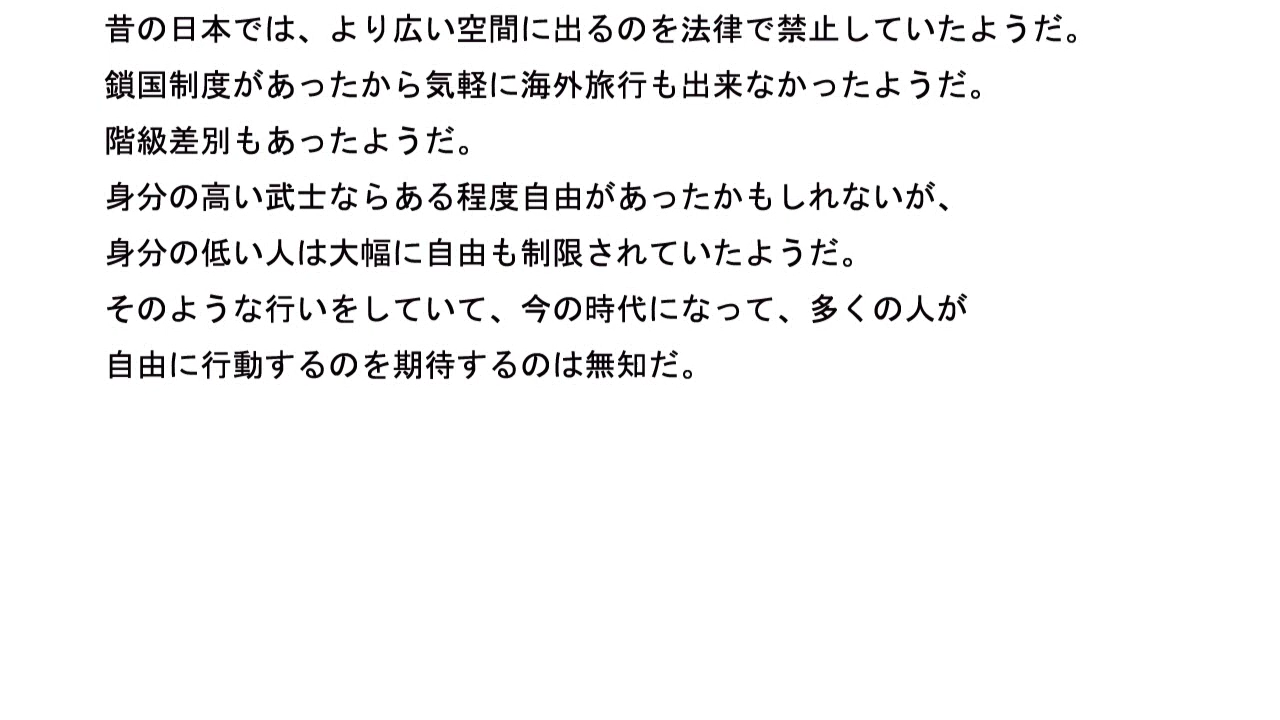 昔の日本では、より広い空間に出るのを法律で禁止していたようだ。
鎖国制度があったから気軽に海外旅行も出来なかったようだ。
階級差別もあったようだ。
身分の高い武士ならある程度自由があったかもしれないが、
身分の低い人は大幅に自由も制限されていたようだ。
そのような行いをしていて、今の時代になって、多くの人が
自由に行動するのを期待するのは無知だ。